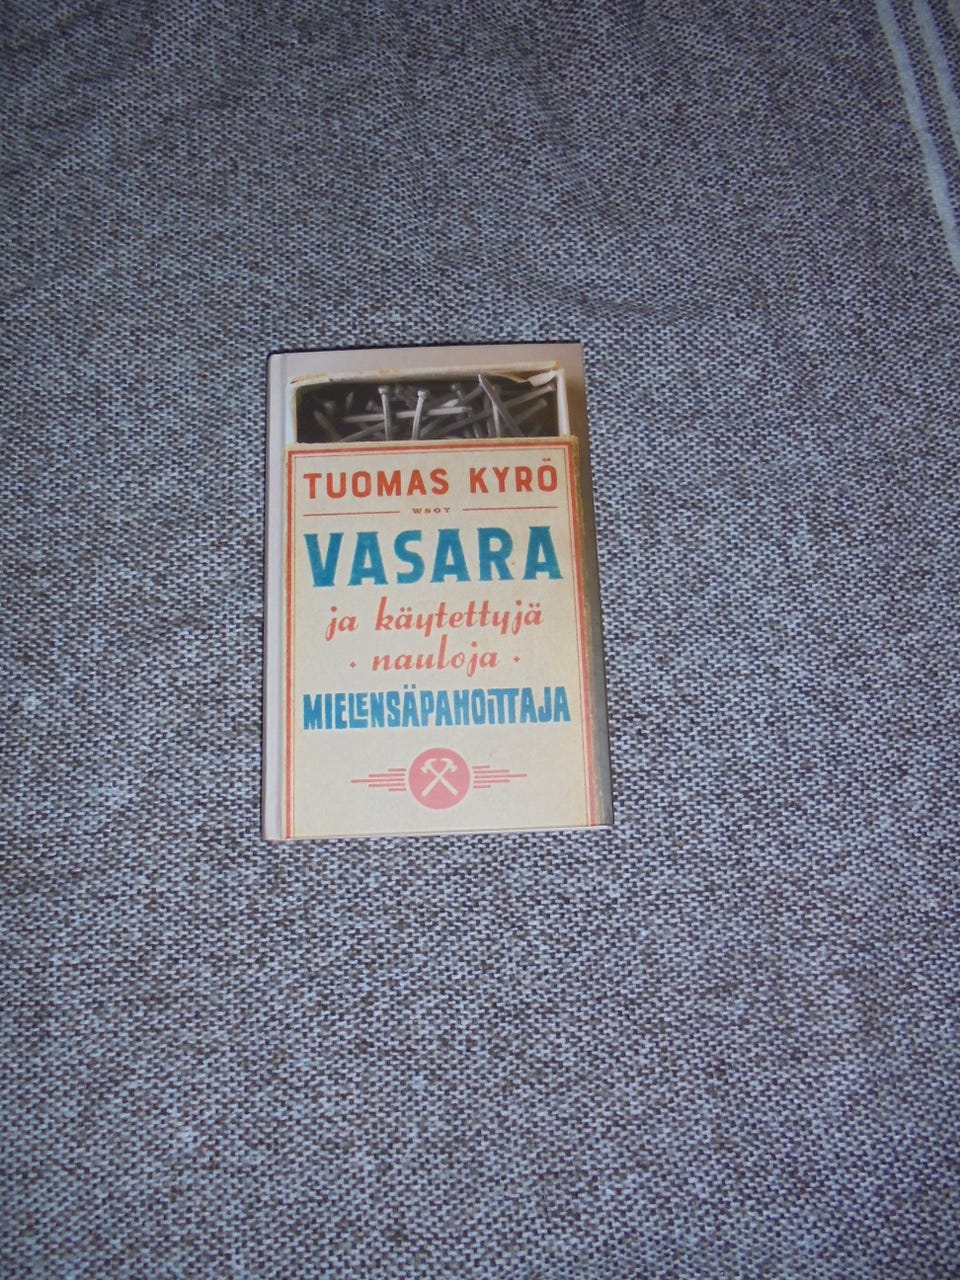 TUOMAS KYRÖ
WSOY
VASARA
ja käytettyjä
· nauloja ·
MIELENSÄPAHOITTAJA